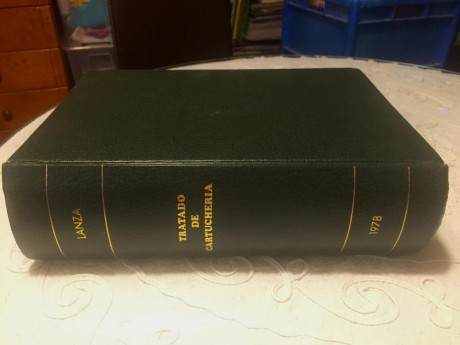 LANZA
TRATADO
DE
CARTUCHERIA
1978